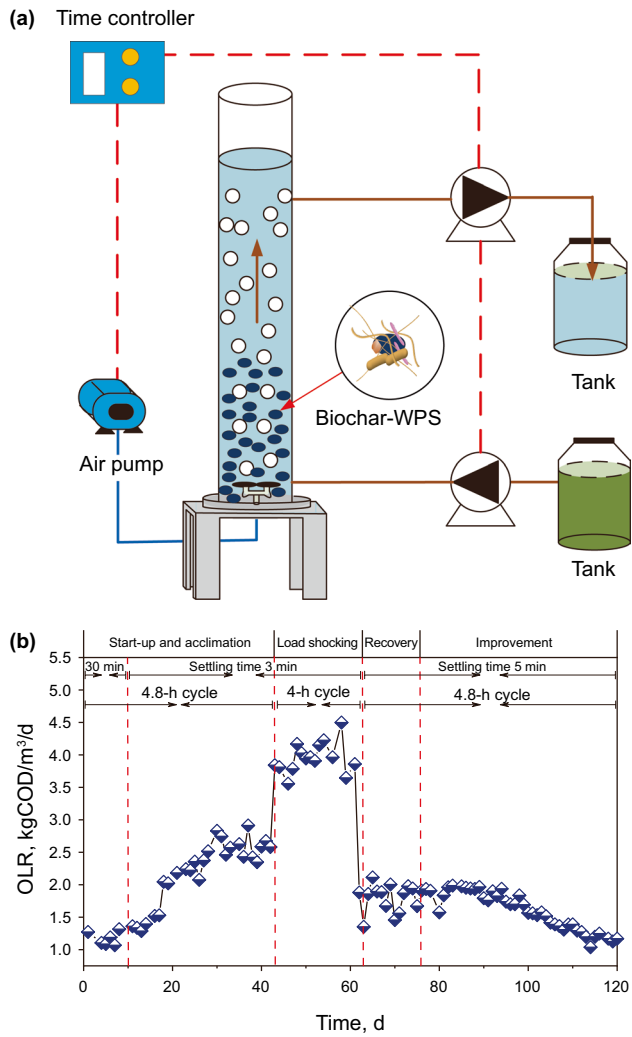 (a) Time controller
Biochar-WPS
Air pump
Tank
Tank
(b)
Start-up and acclimation Load shocking Recovery Improvement
30 min Settling time 3 min Settling time 5 min
4.8-h cycle 4-h cycle 4.8-h cycle
5.5
5.0
4.5
4.0
3.5
3.0
2.5
2.0
1.5
1.0
OLR, kgCOD/m³/d
0 20 40 60 80 100 120
Time, d